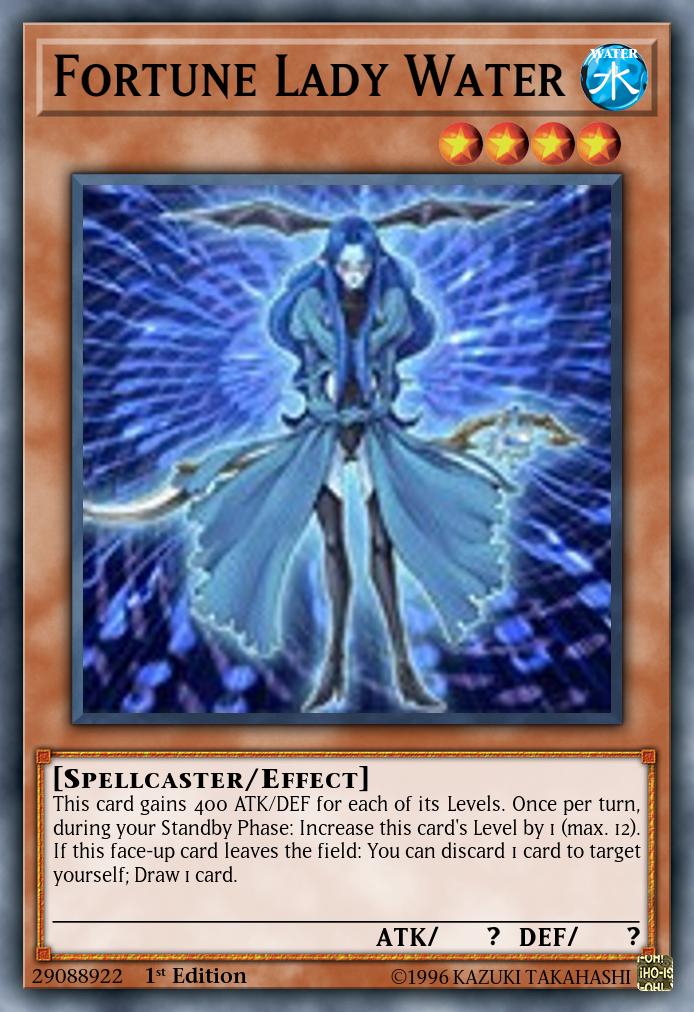 FORTUNE LADY WATER
WATER
水
[SPELLCASTER/EFFECT]
This card gains 400 ATK/DEF for each of its Levels. Once per turn,
during your Standby Phase: Increase this card's Level by 1 (max. 12).
If this face-up card leaves the field: You can discard 1 card to target
yourself; Draw 1 card.
ATK/ ? DEF/ ?
29088922 1st Edition ©1996 KAZUKI TAKAHASHI